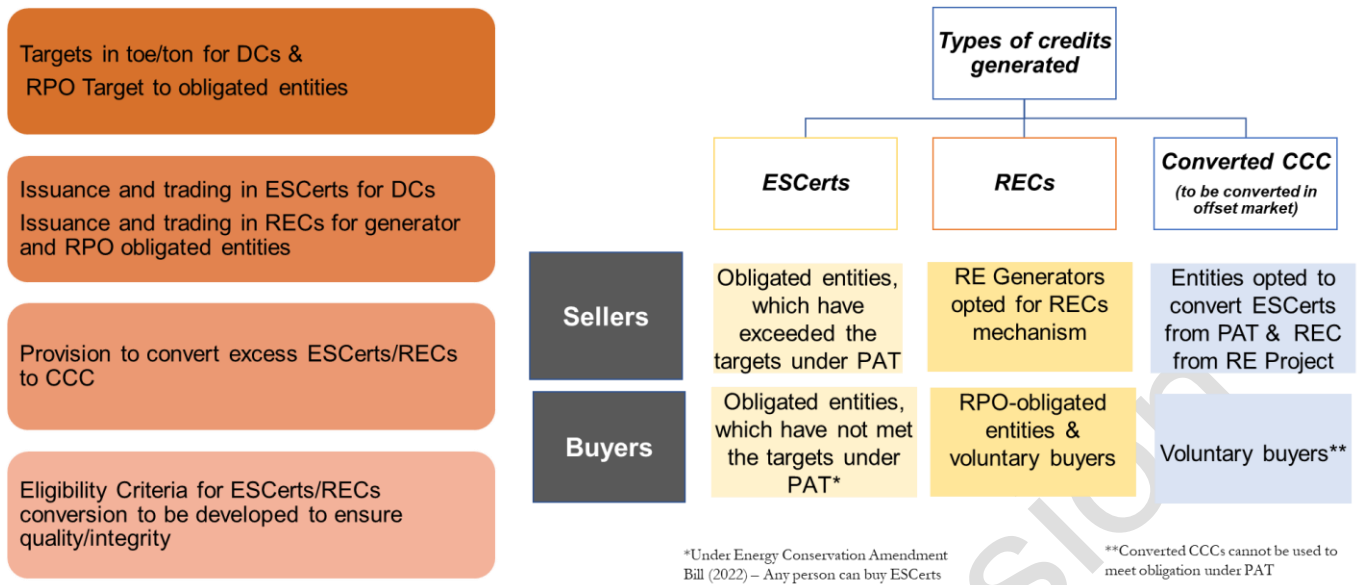 Targets in toe/ton for DCs &
RPO Target to obligated entities
Issuance and trading in ESCerts for DCs
Issuance and trading in RECs for generator
and RPO obligated entities
Provision to convert excess ESCerts/RECs
to CCC
Eligibility Criteria for ESCerts/RECs
conversion to be developed to ensure
quality/integrity
Types of credits
generated
ESCerts
RECs
Converted CCC
(to be converted in
offset market)
Sellers
Obligated entities,
which have
exceeded the
targets under PAT
RE Generators
opted for RECs
mechanism
Entities opted to
convert ESCerts
from PAT & REC
from RE Project
Buyers
Obligated entities,
which have not met
the targets under
PAT*
RPO-obligated
entities &
voluntary buyers
Voluntary buyers**
*Under Energy Conservation Amendment
Bill (2022) – Any person can buy ESCerts
**Converted CCCs cannot be used to
meet obligation under PAT